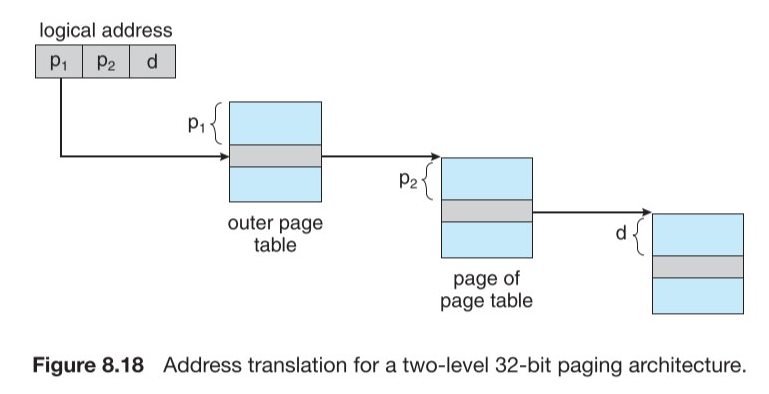 logical address
p₁ p₂ d
p₁
outer page
table
p₂
page of
page table
d
Figure 8.18 Address translation for a two-level 32-bit paging architecture.